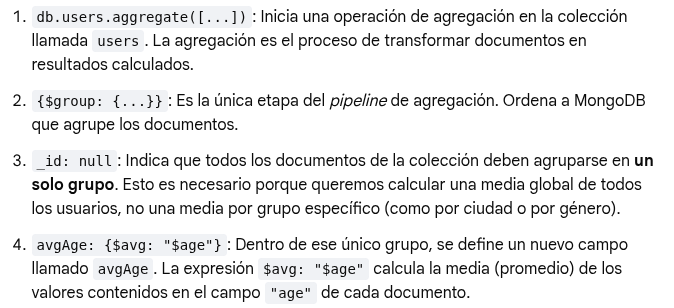 1. db.users.aggregate([...]) : Inicia una operación de agregación en la colección
llamada users . La agregación es el proceso de transformar documentos en
resultados calculados.
2. {$group: {...}} : Es la única etapa del pipeline de agregación. Ordena a MongoDB
que agrupe los documentos.
3. _id: null : Indica que todos los documentos de la colección deben agruparse en un
solo grupo. Esto es necesario porque queremos calcular una media global de todos
los usuarios, no una media por grupo específico (como por ciudad o por género).
4. avgAge: {$avg: "$age"} : Dentro de ese único grupo, se define un nuevo campo
llamado avgAge . La expresión $avg: "$age" calcula la media (promedio) de los
valores contenidos en el campo "age" de cada documento.